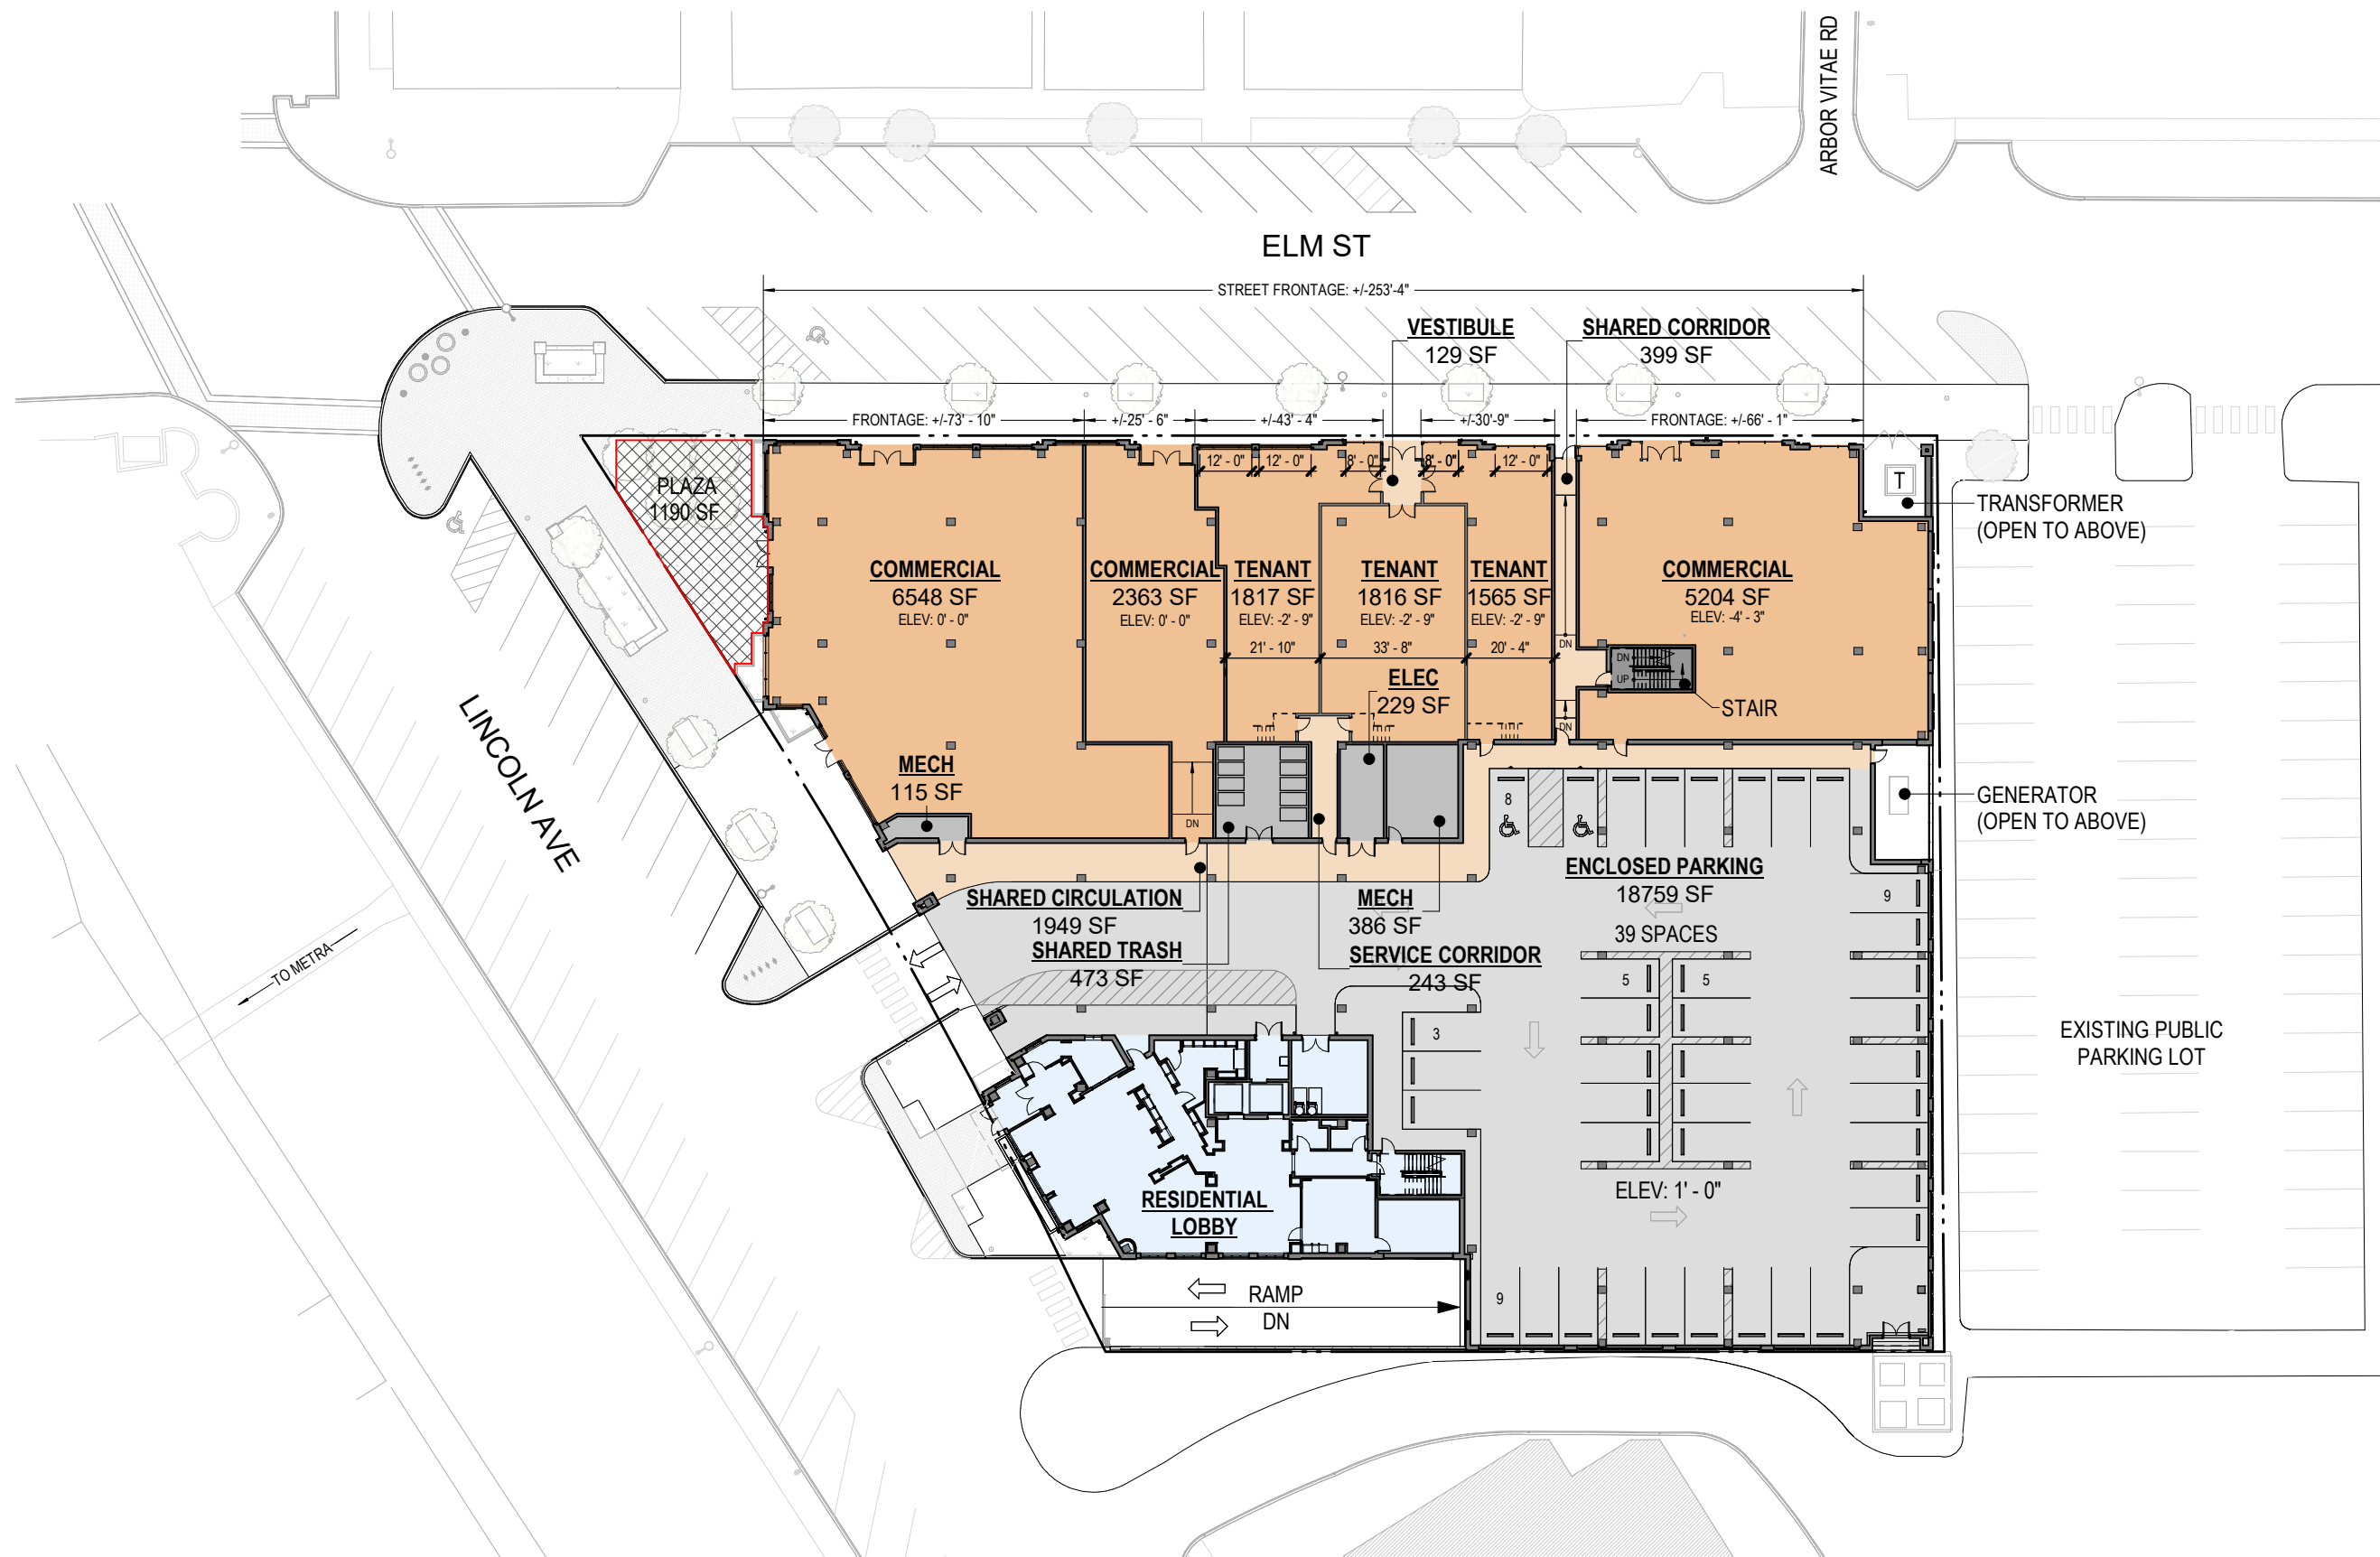 ARBOR VITAE RD
ELM ST
STREET FRONTAGE: +/-253'-4"
VESTIBULE
129 SF
SHARED CORRIDOR
399 SF
FRONTAGE: +/-73' - 10"
+/-25' - 6"
+/-43' - 4"
+/-30'-9"
FRONTAGE: +/-66' - 1"
12' - 0"
12' - 0"
8' - 0"
8' - 0"
12' - 0"
T
PLAZA
1190 SF
TRANSFORMER
(OPEN TO ABOVE)
COMMERCIAL
6548 SF
ELEV: 0' - 0"
COMMERCIAL
2363 SF
ELEV: 0' - 0"
TENANT
1817 SF
ELEV: -2' - 9"
21' - 10"
TENANT
1816 SF
ELEV: -2' - 9"
33' - 8"
TENANT
1565 SF
ELEV: -2' - 9"
20' - 4"
COMMERCIAL
5204 SF
ELEV: -4' - 3"
DN
DN
UP
ELEC
229 SF
STAIR
DN
LINCOLN AVE
MECH
115 SF
DN
8
GENERATOR
(OPEN TO ABOVE)
ENCLOSED PARKING
18759 SF
39 SPACES
9
SHARED CIRCULATION
1949 SF
SHARED TRASH
473 SF
MECH
386 SF
SERVICE CORRIDOR
243 SF
TO METRA
5
5
3
EXISTING PUBLIC
PARKING LOT
RESIDENTIAL
LOBBY
ELEV: 1' - 0"
RAMP
DN
9